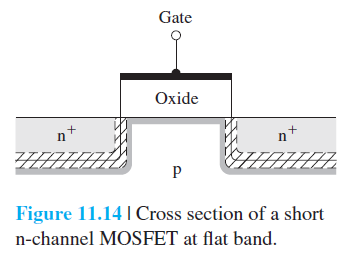 Gate
Oxide
n+ n+
p
Figure 11.14 | Cross section of a short
n-channel MOSFET at flat band.